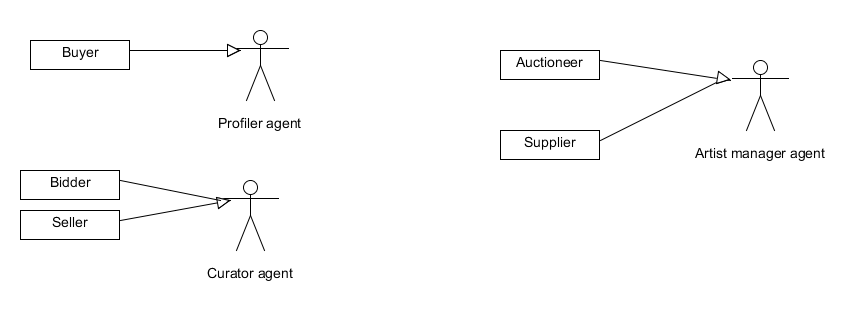 Buyer
Profiler agent
Auctioneer
Supplier
Artist manager agent
Bidder
Seller
Curator agent